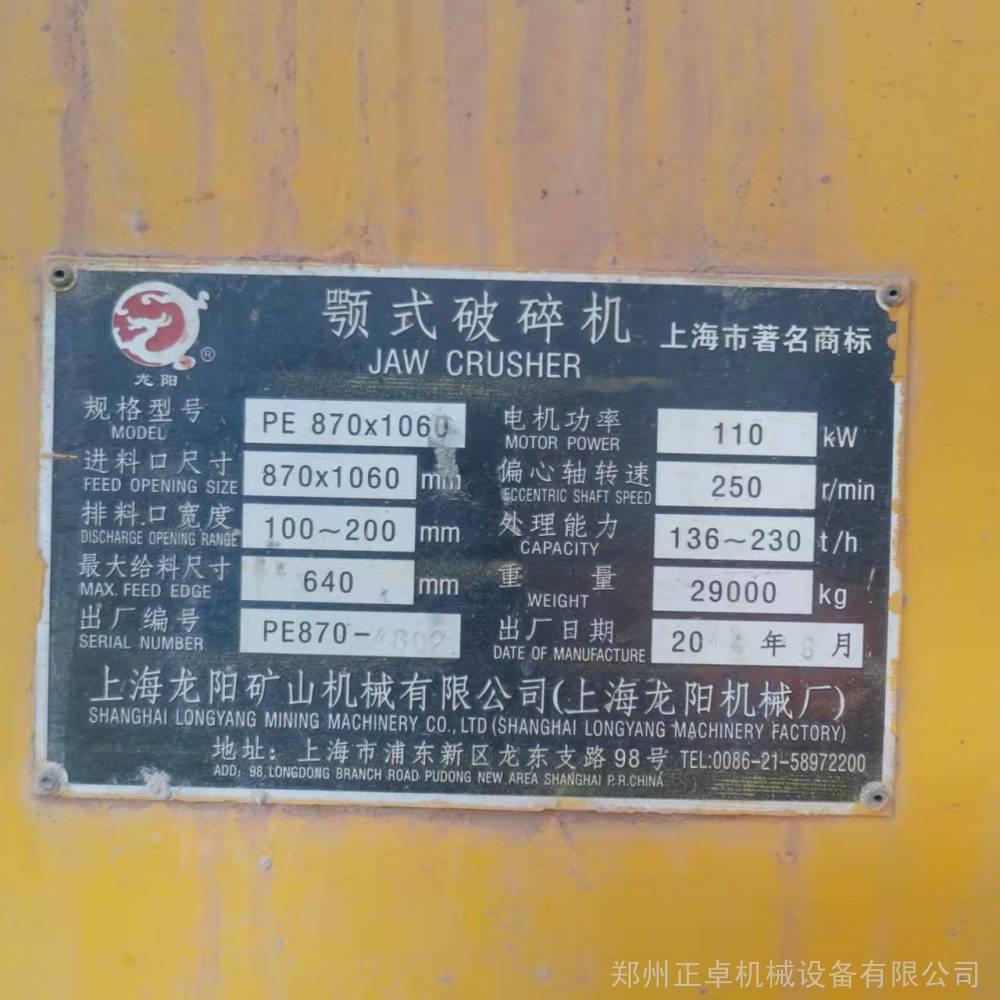 颚式破碎机 上海市著名商标
JAW CRUSHER
®
龙阳
规格型号 PE 870x1060 电机功率 110 kW
MODEL MOTOR POWER
进料口尺寸 870x1060 mm 偏心轴转速 250 r/min
FEED OPENING SIZE ECCENTRIC SHAFT SPEED
排料口宽度 100~200 mm 处理能力 136~230 t/h
DISCHARGE OPENING RANGE CAPACITY
最大给料尺寸 640 mm 重量 29000 kg
MAX. FEED EDGE WEIGHT
出厂编号 PE870- 出厂日期 20 年 8 月
SERIAL NUMBER DATE OF MANUFACTURE
上海龙阳矿山机械有限公司(上海龙阳机械厂)
SHANGHAI LONGYANG MINING MACHINERY CO., LTD (SHANGHAI LONGYANG MACHINERY FACTORY)
地址: 上海市浦东新区龙东支路98号 TEL:0086-21-58972200
ADD: 98, LONGDONG BRANCH ROAD PUDONG NEW AREA SHANGHAI P.R.CHINA
郑州正卓机械设备有限公司